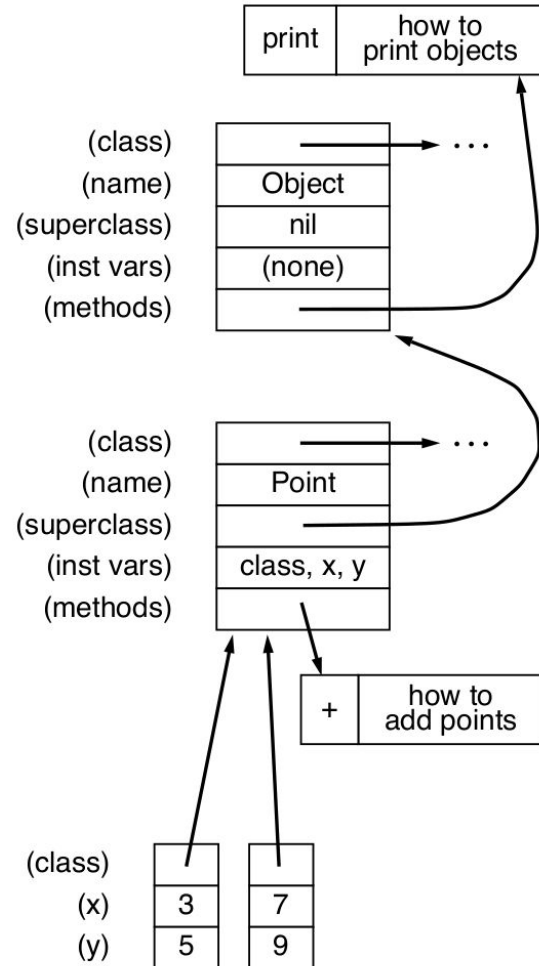 print
how to
print objects
(class)
...
(name)
Object
(superclass)
nil
(inst vars)
(none)
(methods)
(class)
...
(name)
Point
(superclass)
(inst vars)
class, x, y
(methods)
+
how to
add points
(class)
(x)
3
7
(y)
5
9